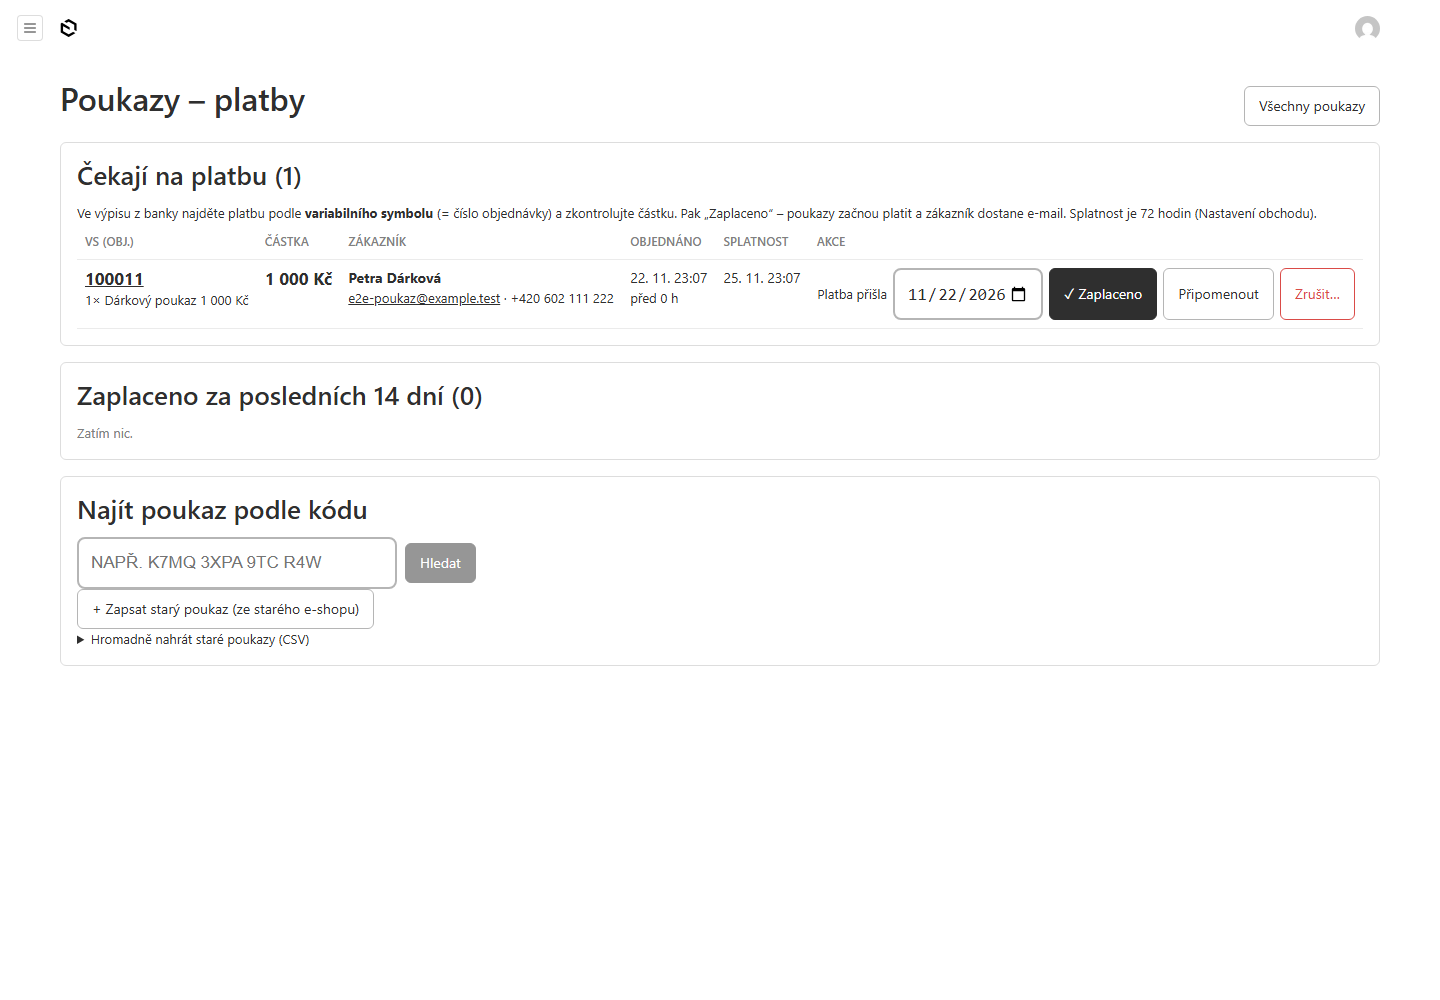 Poukazy – platby
Všechny poukazy
Čekají na platbu (1)
Ve výpisu z banky najděte platbu podle variabilního symbolu (= číslo objednávky) a zkontrolujte částku. Pak „Zaplaceno“ – poukazy začnou platit a zákazník dostane e-mail. Splatnost je 72 hodin (Nastavení obchodu).
VS (OBJ.) ČÁSTKA ZÁKAZNÍK OBJEDNÁNO SPLATNOST AKCE
100011 1 000 Kč Petra Dárková 22. 11. 23:07 25. 11. 23:07
1× Dárkový poukaz 1 000 Kč e2e-poukaz@example.test · +420 602 111 222 před 0 h
Platba přišla 11/22/2026 ✓ Zaplaceno Připomenout Zrušit…
Zaplaceno za posledních 14 dní (0)
Zatím nic.
Najít poukaz podle kódu
NAPŘ. K7MQ 3XPA 9TC R4W Hledat
+ Zapsat starý poukaz (ze starého e-shopu)
▶ Hromadně nahrát staré poukazy (CSV)